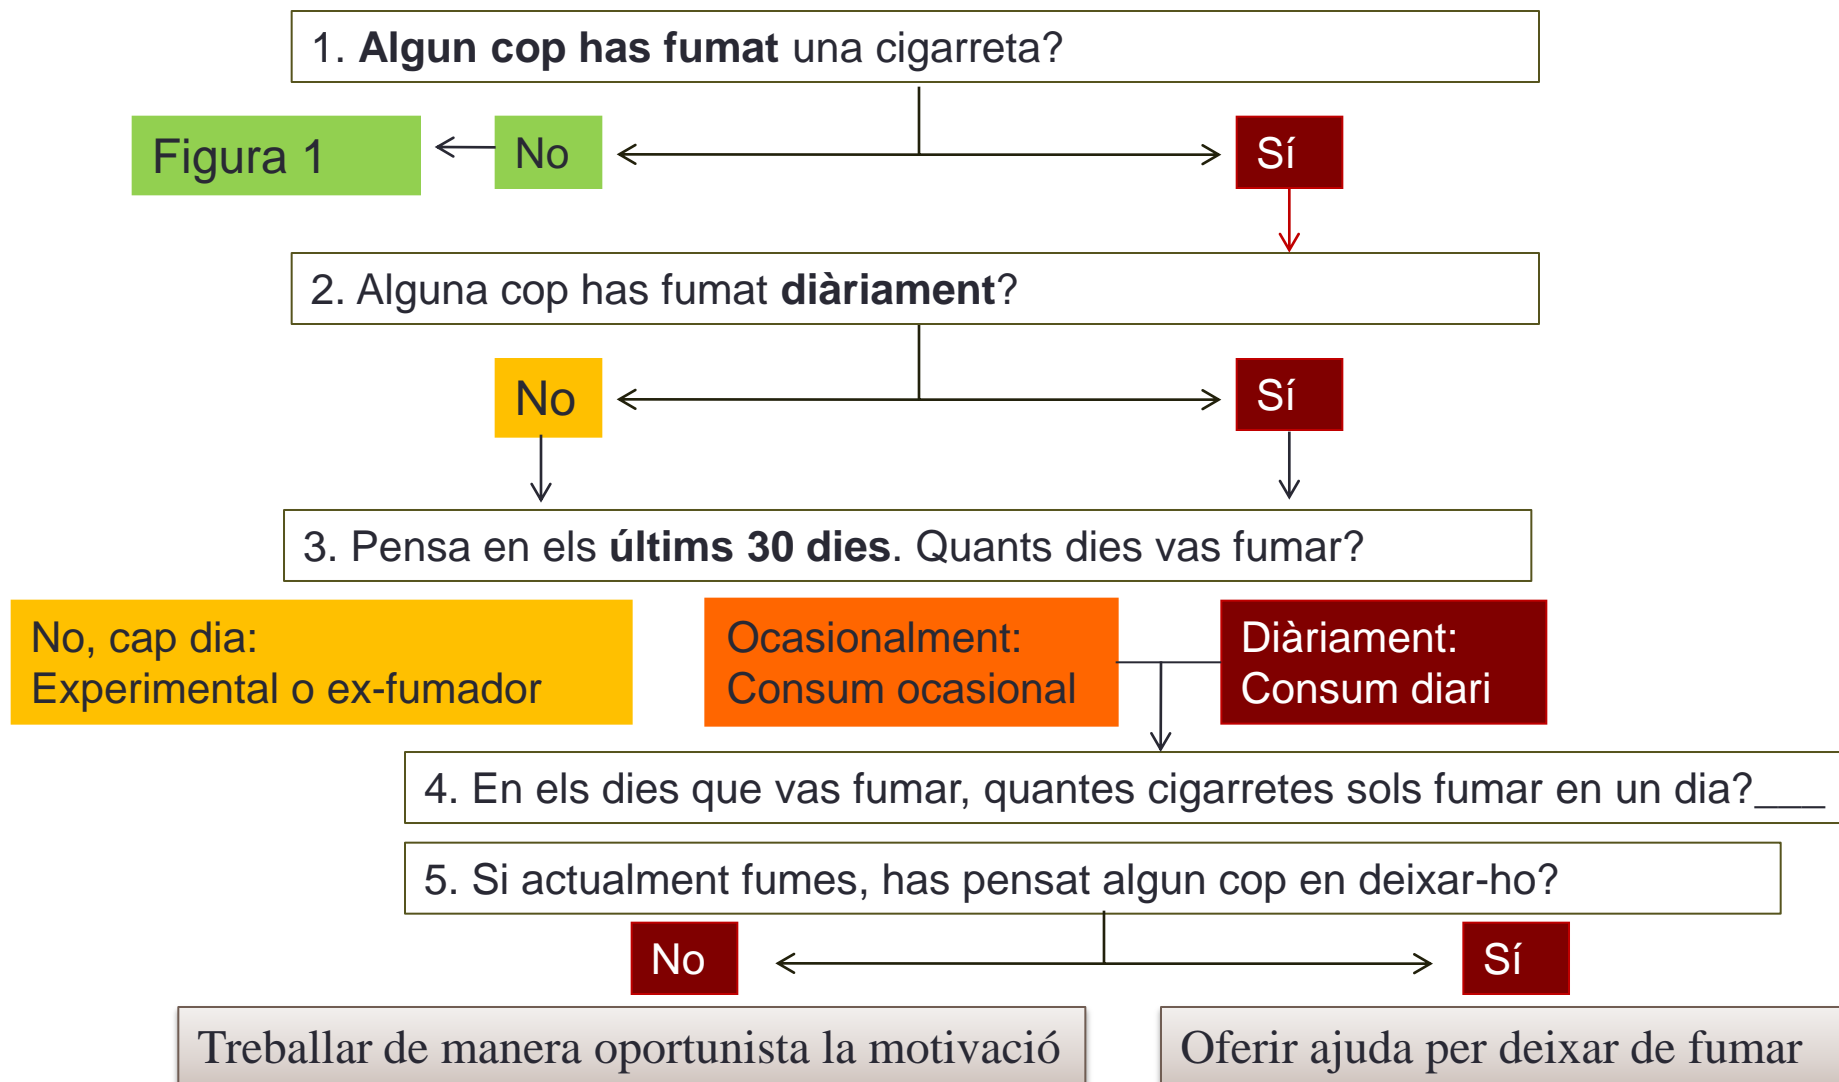 1. Algun cop has fumat una cigarreta?
Figura 1
No
Sí
2. Alguna cop has fumat diàriament?
No
Sí
3. Pensa en els últims 30 dies. Quants dies vas fumar?
No, cap dia:
Experimental o ex-fumador
Ocasionalment:
Consum ocasional
Diàriament:
Consum diari
4. En els dies que vas fumar, quantes cigarretes sols fumar en un dia?___
5. Si actualment fumes, has pensat algun cop en deixar-ho?
No
Sí
Treballar de manera oportunista la motivació
Oferir ajuda per deixar de fumar